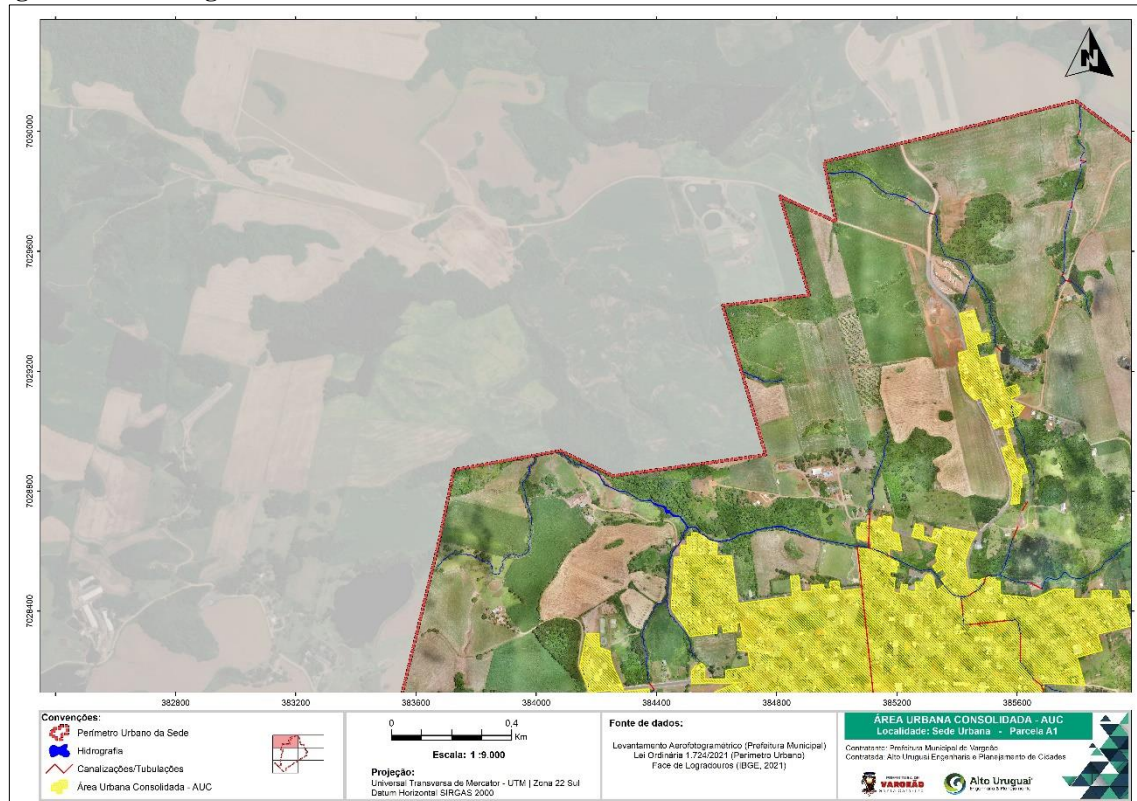 N
7030000
7029600
7029200
7028800
7028400
382800
383200
383600
384000
384400
384800
385200
385600
Convenções:
Perímetro Urbano da Sede
Hidrografia
Canalizações/Tubulações
Área Urbana Consolidada - AUC
0
0,4
Km
Escala: 1:9.000
Projeção:
Universal Transversa de Mercator - UTM | Zona 22 Sul
Datum Horizontal SIRGAS 2000
Fonte de dados:
Levantamento Aerofotogramétrico (Prefeitura Municipal)
Lei Ordinária 1.724/2021 (Perímetro Urbano)
Face de Logradouros (IBGE, 2021)
ÁREA URBANA CONSOLIDADA - AUC
Localidade: Sede Urbana - Parcela A1
Contratante: Prefeitura Municipal de Vargeão
Contratada: Alto Uruguai Engenharia e Planejamento de Cidades
VARGEÃO
Alto Uruguai